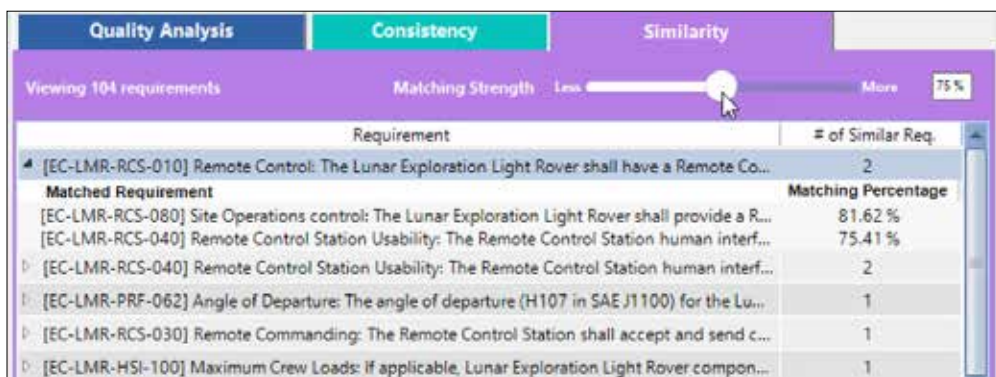 Quality Analysis Consistency Similarity
Viewing 104 requirements Matching Strength Less More 75 %
Requirement # of Similar Req.
[EC-LMR-RCS-010] Remote Control: The Lunar Exploration Light Rover shall have a Remote Co... 2
Matched Requirement Matching Percentage
[EC-LMR-RCS-080] Site Operations control: The Lunar Exploration Light Rover shall provide a R... 81.62 %
[EC-LMR-RCS-040] Remote Control Station Usability: The Remote Control Station human interf... 75.41 %
[EC-LMR-RCS-040] Remote Control Station Usability: The Remote Control Station human interf... 2
[EC-LMR-PRF-062] Angle of Departure: The angle of departure (H107 in SAE J1100) for the Lu... 1
[EC-LMR-RCS-030] Remote Commanding: The Remote Control Station shall accept and send c... 1
[EC-LMR-HSI-100] Maximum Crew Loads: If applicable, Lunar Exploration Light Rover compon... 1